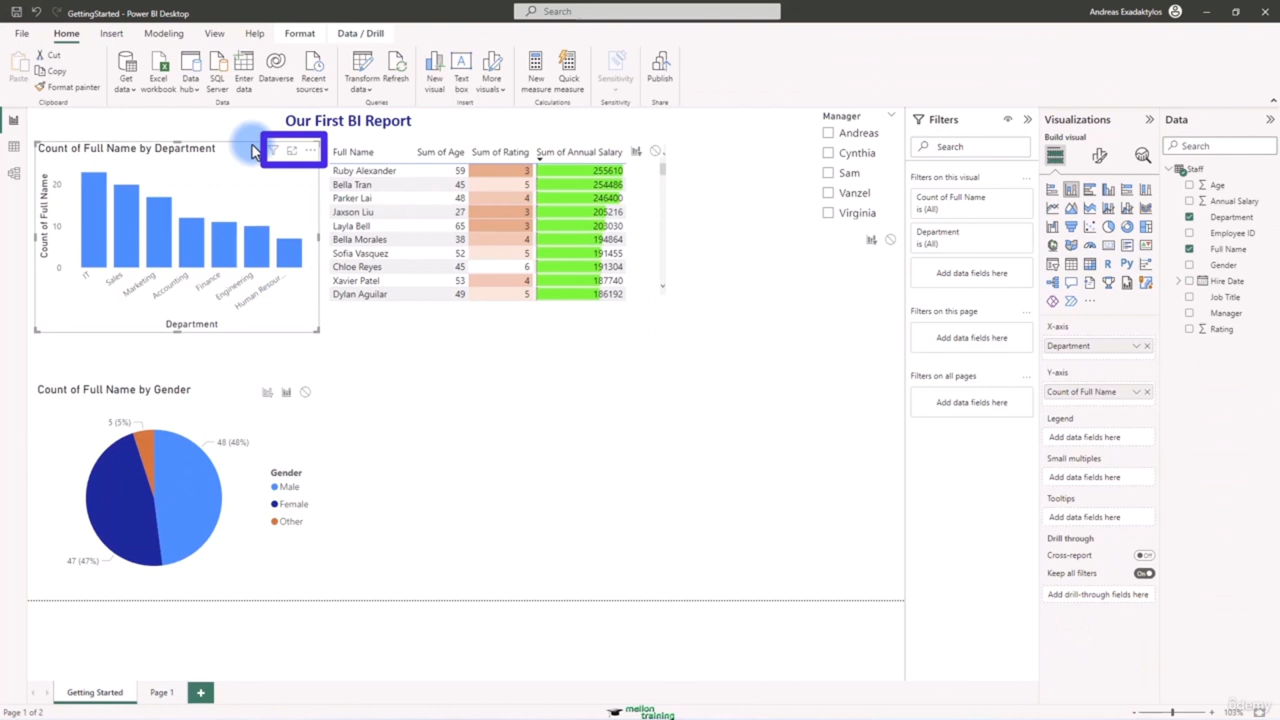 GettingStarted - Power BI Desktop
Search
Andreas Exadaktylos
File Home Insert Modeling View Help Format Data / Drill
Paste
Cut
Copy
Format painter
Clipboard
Get data
Excel workbook
Data hub
SQL Server
Enter data
Dataverse
Recent sources
Data
Transform data
Refresh
Queries
New visual
Text box
More visuals
Insert
New measure
Quick measure
Calculations
Sensitivity
Sensitivity
Publish
Share
Our First BI Report
Count of Full Name by Department
Count of Full Name
20
10
0
IT
Sales
Marketing
Accounting
Finance
Engineering
Human Resour...
Department
Full Name Sum of Age Sum of Rating Sum of Annual Salary
Ruby Alexander 59 3 255610
Bella Tran 45 5 254486
Parker Lai 48 4 246400
Jaxson Liu 27 3 205216
Layla Bell 65 3 203030
Bella Morales 38 4 194864
Sofia Vasquez 52 5 191455
Chloe Reyes 45 6 191304
Xavier Patel 53 4 187740
Dylan Aguilar 49 5 186192
Manager
Andreas
Cynthia
Sam
Vanzel
Virginia
Count of Full Name by Gender
5 (5%)
48 (48%)
47 (47%)
Gender
Male
Female
Other
Filters
Search
Filters on this visual ...
Count of Full Name
is (All)
Department
is (All)
Add data fields here
Filters on this page ...
Add data fields here
Filters on all pages ...
Add data fields here
Visualizations
Build visual
R Py
...
X-axis
Department
Y-axis
Count of Full Name
Legend
Add data fields here
Small multiples
Add data fields here
Tooltips
Add data fields here
Drill through
Cross-report Off
Keep all filters On
Add drill-through fields here
Data
Search
Staff
Age
Annual Salary
Department
Employee ID
Full Name
Gender
Hire Date
Job Title
Manager
Rating
Getting Started Page 1 +
Page 1 of 2
mellon
training
- + 103%
ûdemy